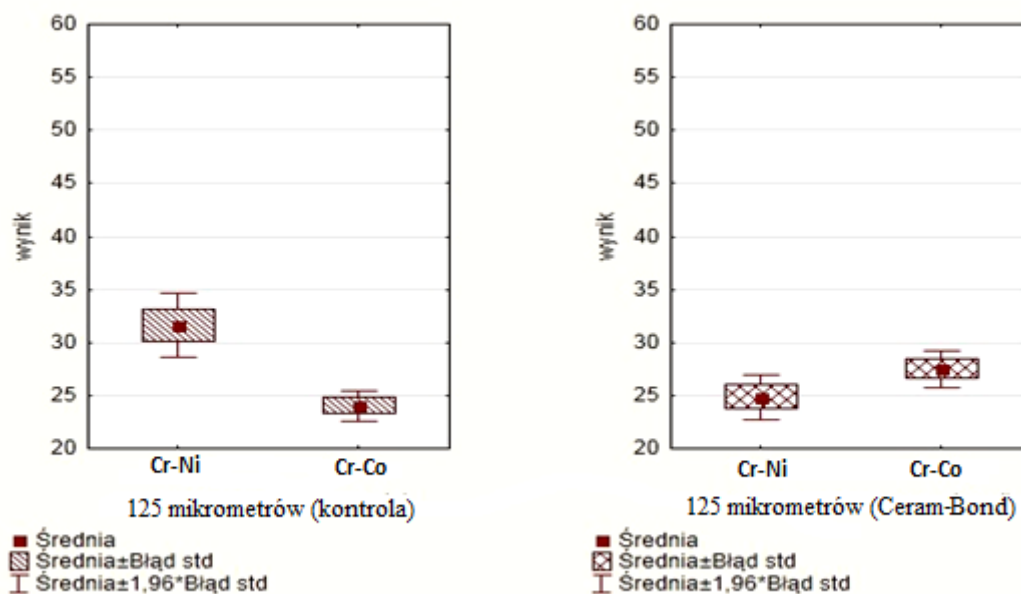 60
55
50
45
40
35
30
25
20
wynik
Cr-Ni Cr-Co
125 mikrometrów (kontrola)
Średnia
Średnia±Błąd std
Średnia±1,96*Błąd std
60
55
50
45
40
35
30
25
20
wynik
Cr-Ni Cr-Co
125 mikrometrów (Ceram-Bond)
Średnia
Średnia±Błąd std
Średnia±1,96*Błąd std